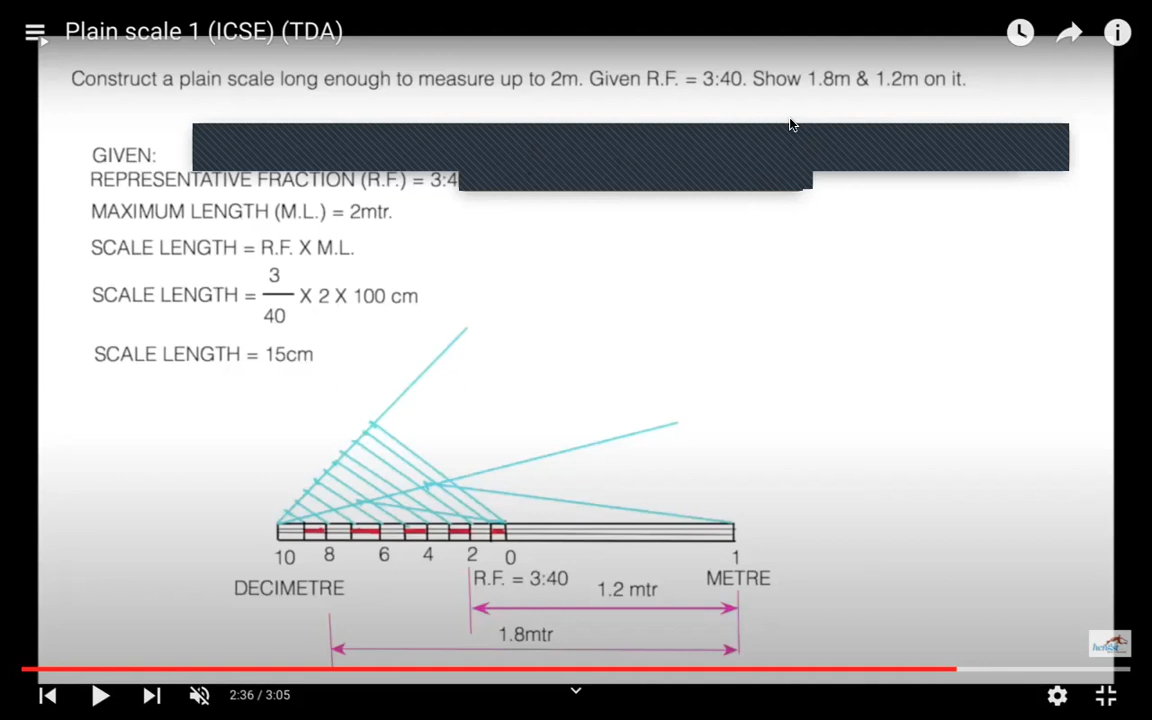 Plain scale 1 (ICSE) (TDA)
Construct a plain scale long enough to measure up to 2m. Given R.F. = 3:40. Show 1.8m & 1.2m on it.
GIVEN:
REPRESENTATIVE FRACTION (R.F.) = 3:4
MAXIMUM LENGTH (M.L.) = 2mtr.
SCALE LENGTH = R.F. X M.L.
3
SCALE LENGTH = X 2 X 100 cm
40
SCALE LENGTH = 15cm
10 8 6 4 2 0 1
DECIMETRE R.F. = 3:40 METRE
1.2 mtr
1.8mtr
2:36 / 3:05